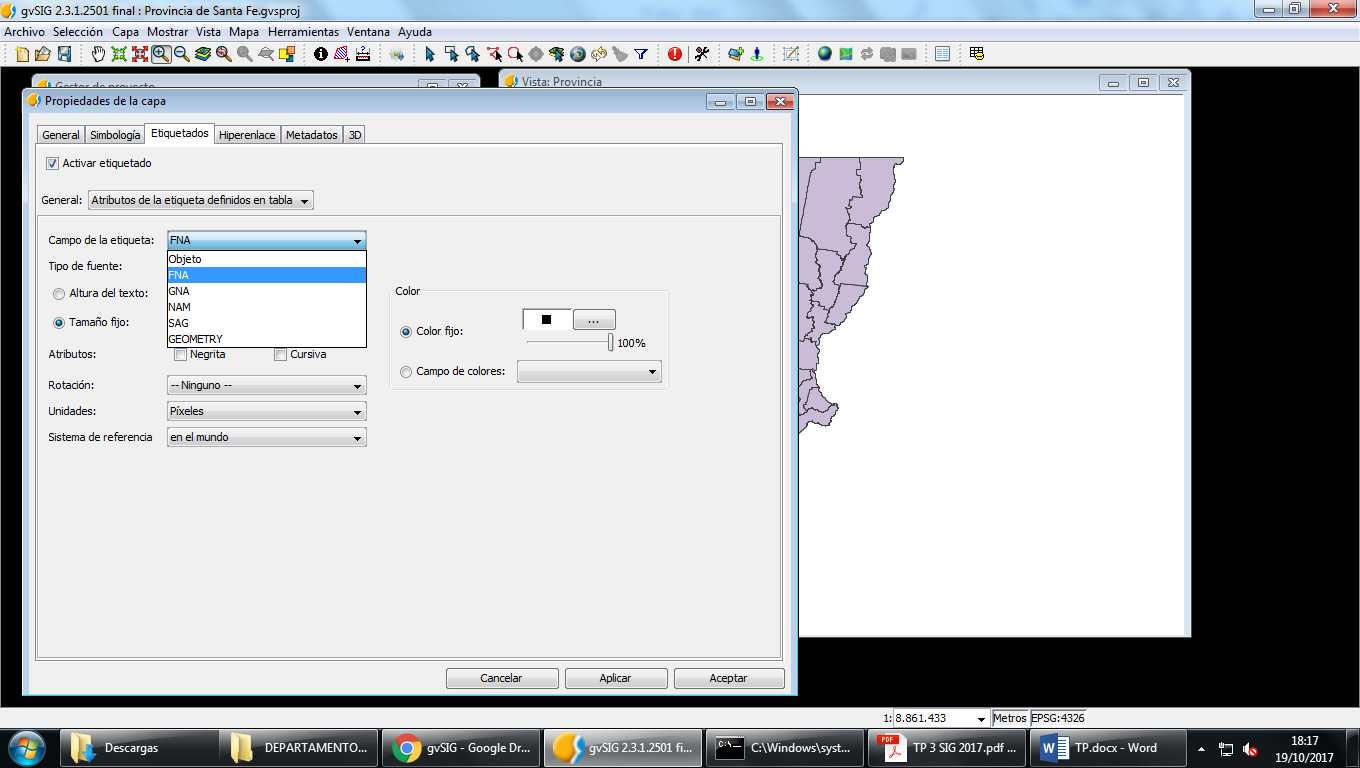 gvSIG 2.3.1.2501 final : Provincia de Santa Fe.gvsproj
Archivo Selección Capa Mostrar Vista Mapa Herramientas Ventana Ayuda
Gestor de proyecto
Vista: Provincia
Propiedades de la capa
General Simbología Etiquetados Hiperenlace Metadatos 3D
Activar etiquetado
General: Atributos de la etiqueta definidos en tabla
Campo de la etiqueta: FNA
Objeto
Tipo de fuente:
FNA
GNA
Altura del texto:
NAM
SAG
Tamaño fijo:
GEOMETRY
Atributos: Negrita Cursiva
Rotación: -- Ninguno --
Unidades: Píxeles
Sistema de referencia en el mundo
Color
Color fijo: ...
100%
Campo de colores:
Cancelar Aplicar Aceptar
1: 8.861.433 Metros EPSG:4326
Descargas DEPARTAMENTO... gvSIG - Google Dr... gvSIG 2.3.1.2501 fi... C:\Windows\syst... TP 3 SIG 2017.pdf ... TP.docx - Word
18:17
19/10/2017